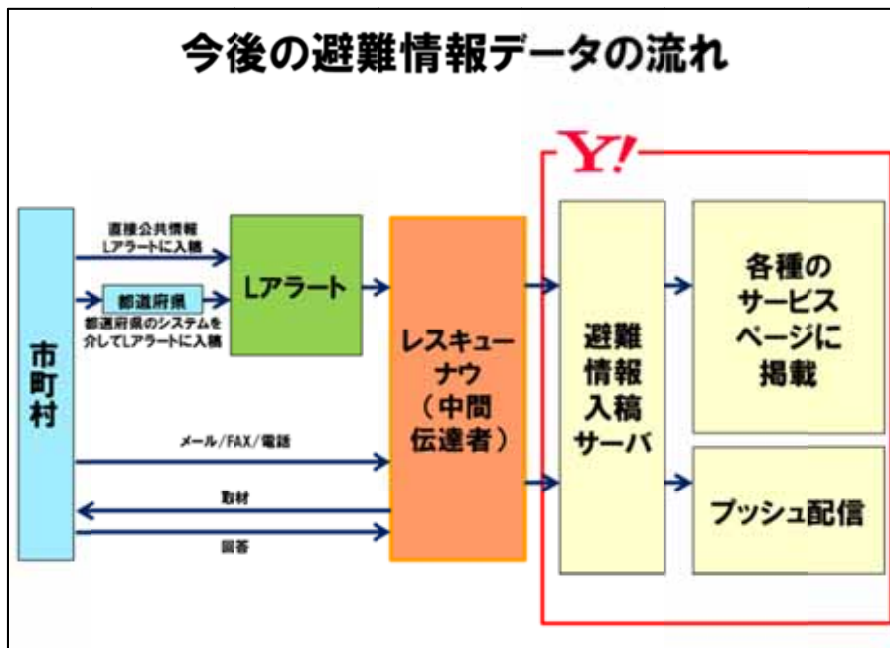 今後の避難情報データの流れ
Y!
市町村
直接公共情報
Lアラートに入稿
都道府県
都道府県のシステムを
介してLアラートに入稿
Lアラート
メール/FAX/電話
取材
回答
レスキュー
ナウ
（中間
伝達者）
避難
情報
入稿
サーバ
各種の
サービス
ページに
掲載
プッシュ配信